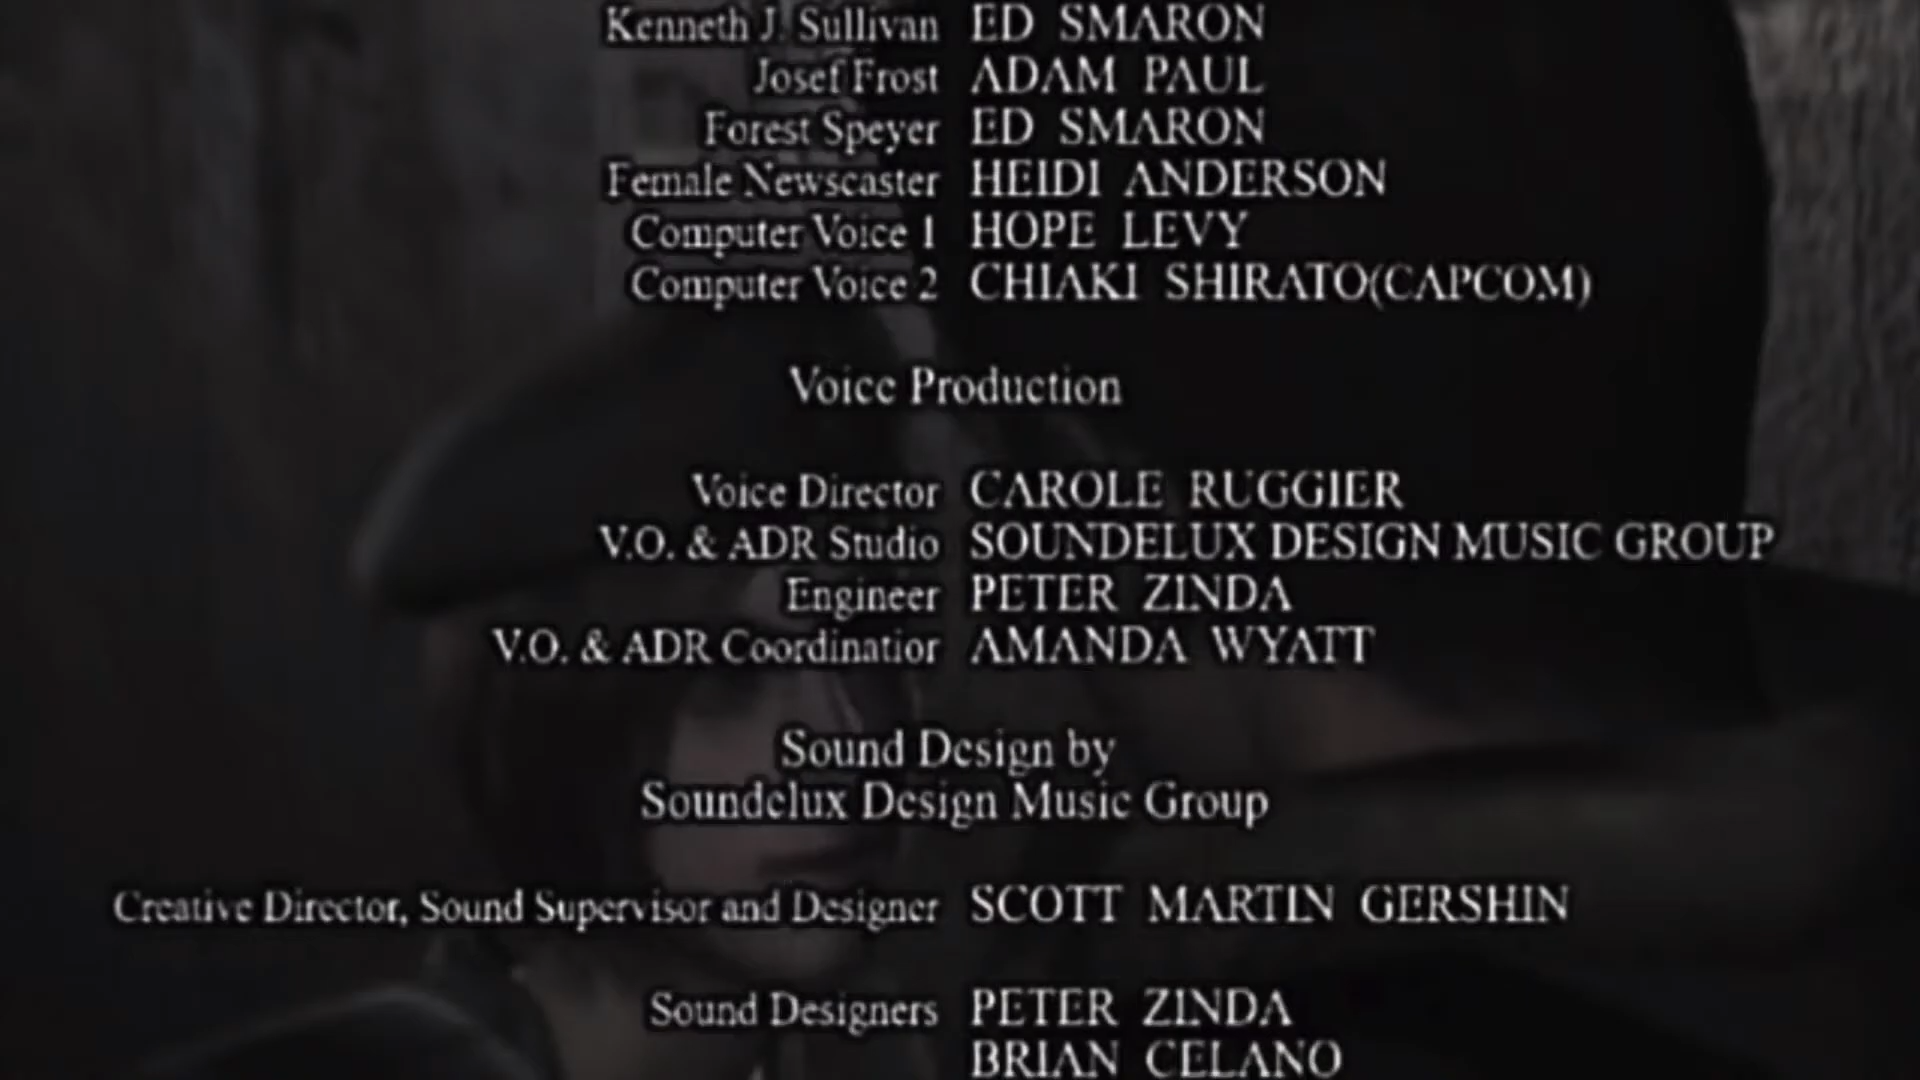 Kenneth J. Sullivan ED SMARON
Josef Frost ADAM PAUL
Forest Speyer ED SMARON
Female Newscaster HEIDI ANDERSON
Computer Voice 1 HOPE LEVY
Computer Voice 2 CHIAKI SHIRATO(CAPCOM)
Voice Production
Voice Director CAROLE RUGGIER
V.O. & ADR Studio SOUNDELUX DESIGN MUSIC GROUP
Engineer PETER ZINDA
V.O. & ADR Coordinatior AMANDA WYATT
Sound Design by
Soundelux Design Music Group
Creative Director, Sound Supervisor and Designer SCOTT MARTIN GERSHIN
Sound Designers PETER ZINDA
BRIAN CELANO